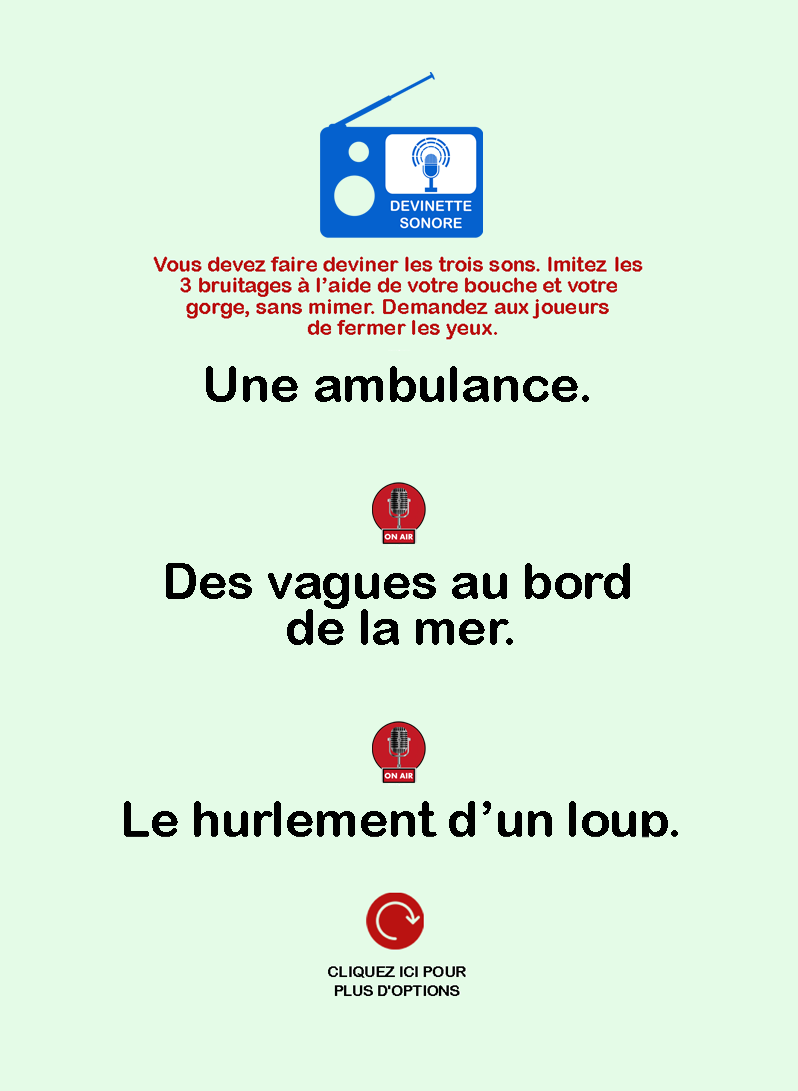 DEVINETTE
SONORE
Vous devez faire deviner les trois sons. Imitez les
3 bruitages à l’aide de votre bouche et votre
gorge, sans mimer. Demandez aux joueurs
de fermer les yeux.
Une ambulance.
ON AIR
Des vagues au bord
de la mer.
ON AIR
Le hurlement d’un loup.
CLIQUEZ ICI POUR
PLUS D'OPTIONS